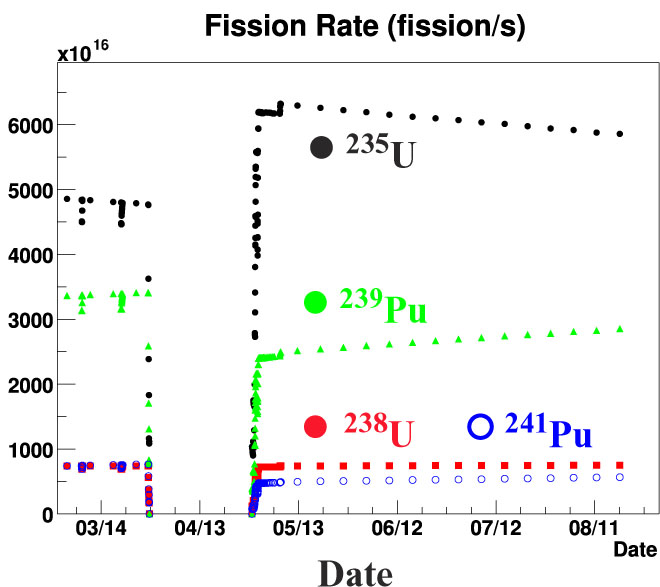 Fission Rate (fission/s)
x10¹⁶
6000
²³⁵U
5000
4000
²³⁹Pu
3000
2000
²³⁸U ²⁴¹Pu
1000
0
03/14 04/13 05/13 06/12 07/12 08/11
Date
Date